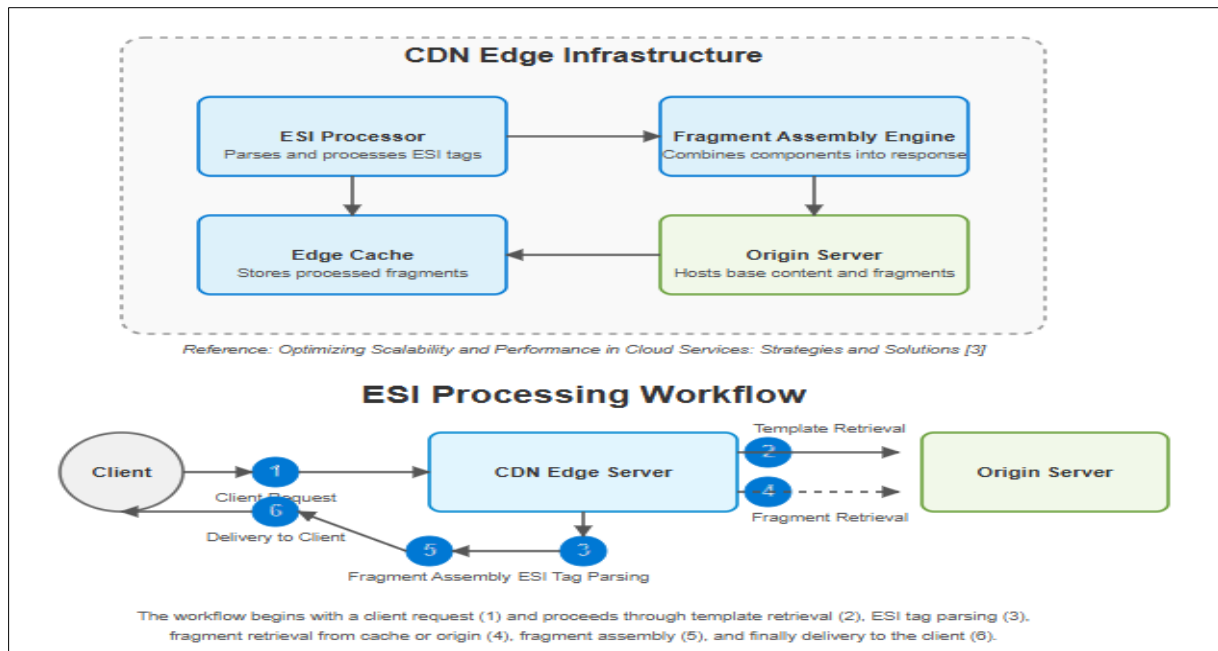 CDN Edge Infrastructure
ESI Processor
Parses and processes ESI tags
Fragment Assembly Engine
Combines components into response
Edge Cache
Stores processed fragments
Origin Server
Hosts base content and fragments
Reference: Optimizing Scalability and Performance in Cloud Services: Strategies and Solutions [3]
ESI Processing Workflow
Client
1
Client Request
CDN Edge Server
Template Retrieval
2
4
Fragment Retrieval
Origin Server
6
Delivery to Client
5
Fragment Assembly
3
ESI Tag Parsing
The workflow begins with a client request (1) and proceeds through template retrieval (2), ESI tag parsing (3),
fragment retrieval from cache or origin (4), fragment assembly (5), and finally delivery to the client (6).